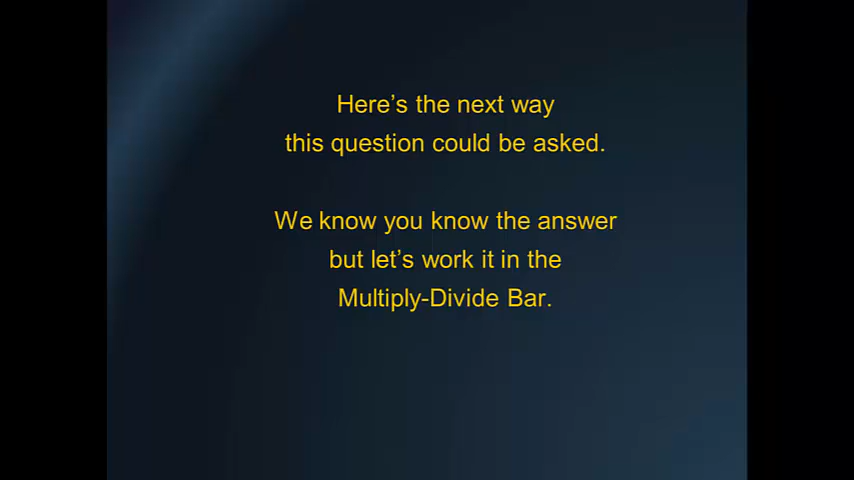 Here’s the next way
this question could be asked.
We know you know the answer
but let’s work it in the
Multiply-Divide Bar.